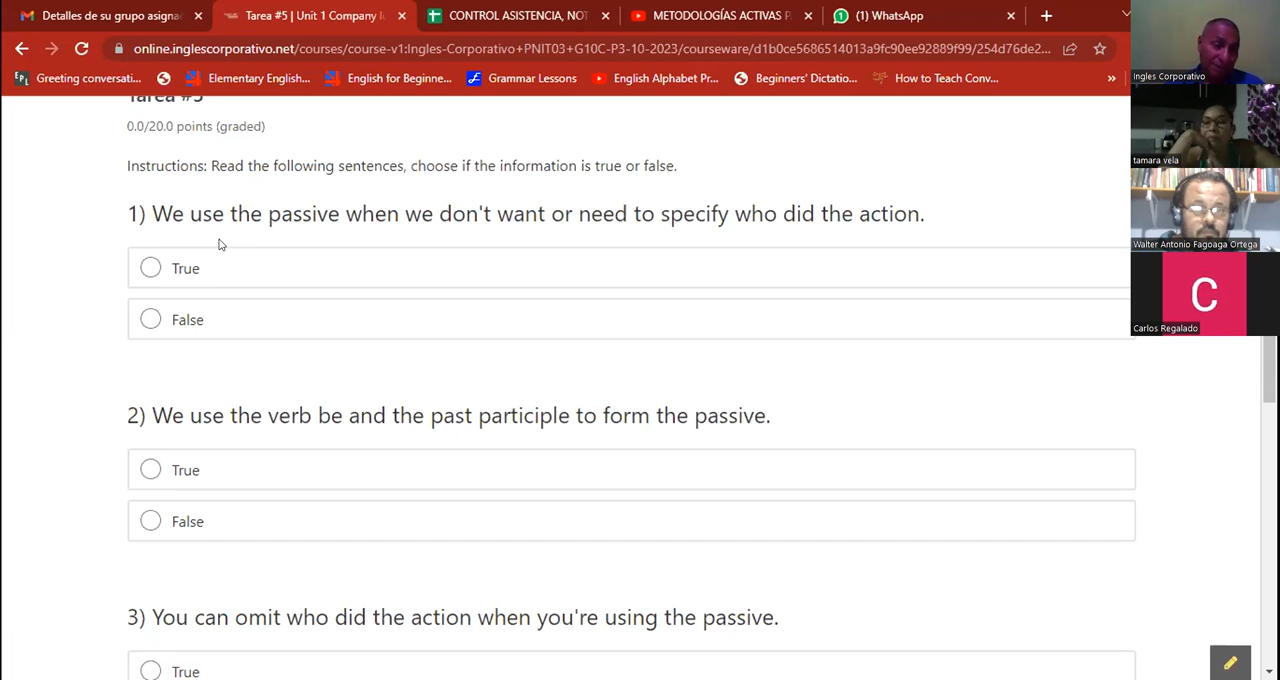 Detalles de su grupo asigna
Tarea #5 | Unit 1 Company I
CONTROL ASISTENCIA, NOT
METODOLOGÍAS ACTIVAS P
(1) WhatsApp
online.inglescorporativo.net/courses/course-v1:Ingles-Corporativo+PNIT03+G10C-P3-10-2023/courseware/d1b0ce5686514013a9fc90ee92889f99/254d76de2...
Greeting conversati...
Elementary English...
English for Beginne...
Grammar Lessons
English Alphabet Pr...
Beginners' Dictatio...
How to Teach Conv...
»
Ingles Corporativo
tamara vela
Walter Antonio Fagoaga Ortega
C
Carlos Regalado
Tarea #5
0.0/20.0 points (graded)
Instructions: Read the following sentences, choose if the information is true or false.
1) We use the passive when we don't want or need to specify who did the action.
True
False
2) We use the verb be and the past participle to form the passive.
True
False
3) You can omit who did the action when you're using the passive.
True